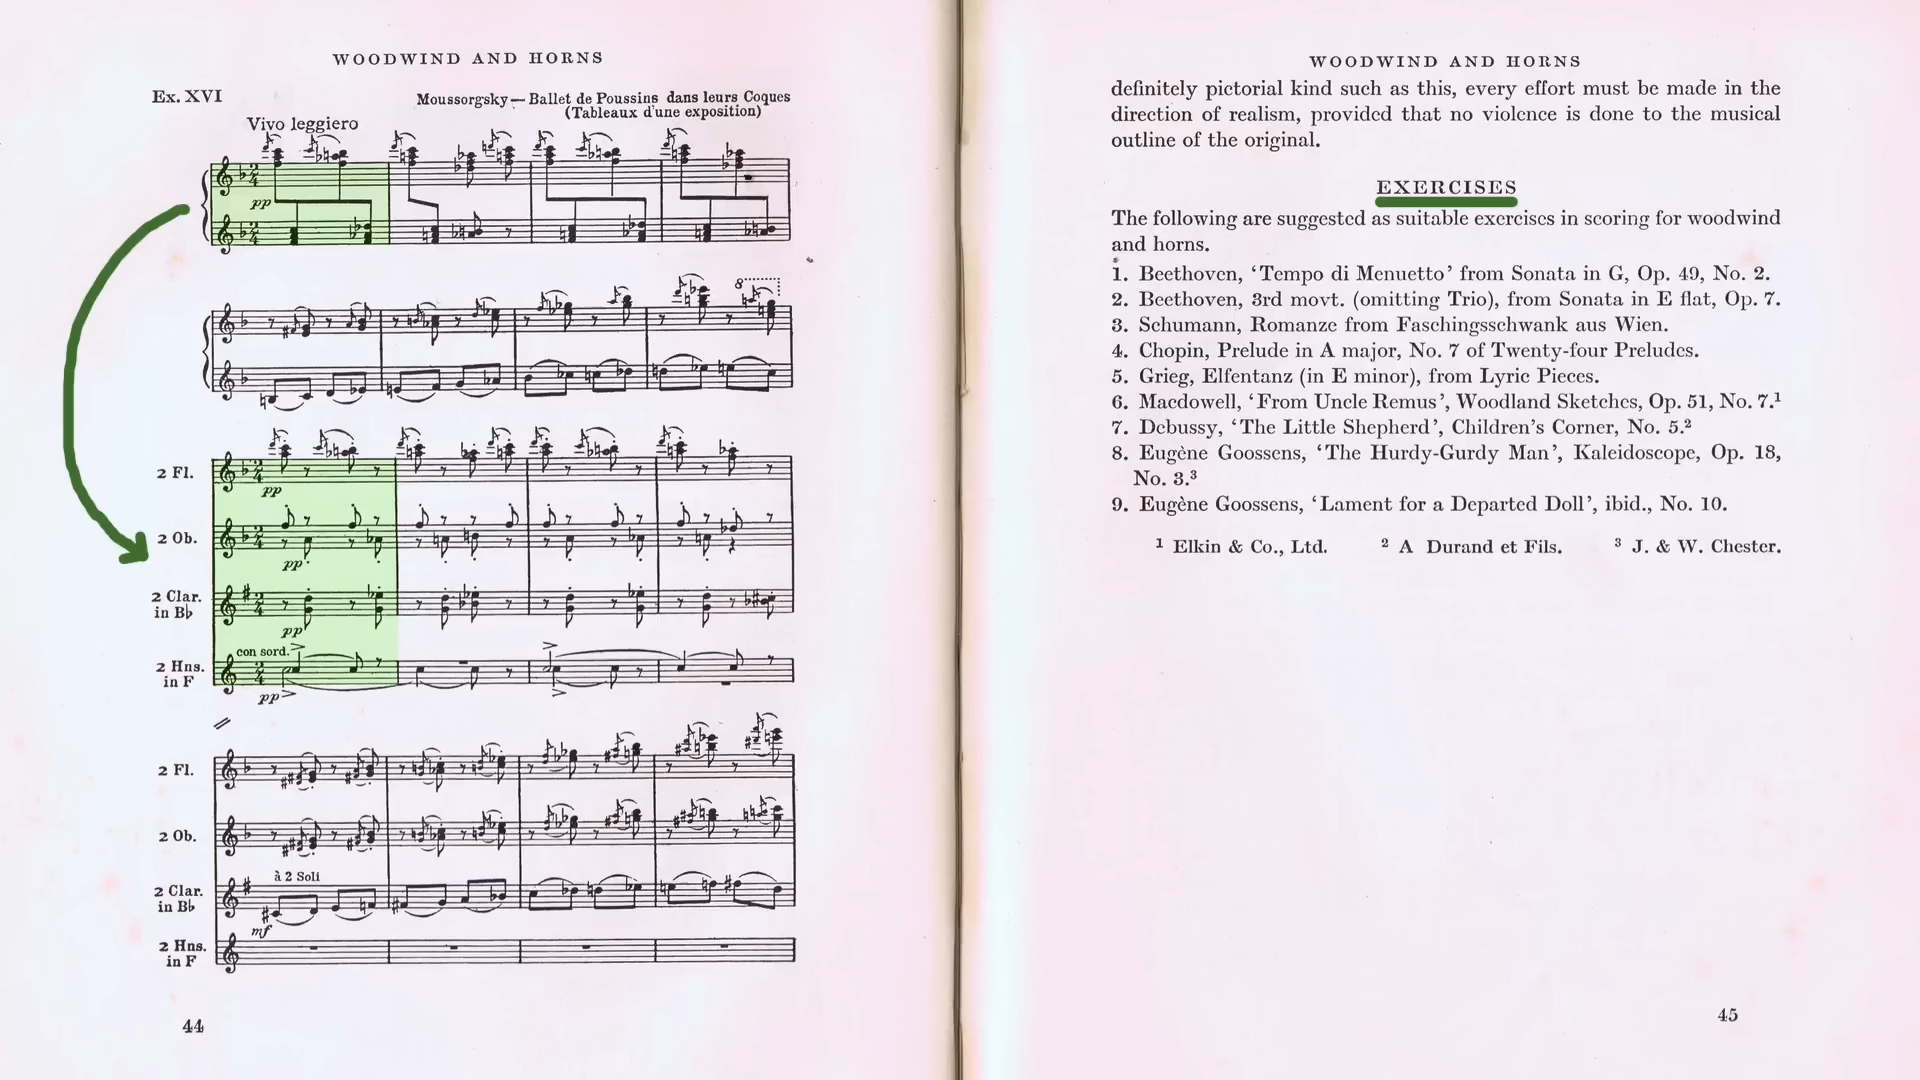 WOODWIND AND HORNS
Ex. XVI
Moussorgsky — Ballet de Poussins dans leurs Coques
(Tableaux d'une exposition)
Vivo leggiero
pp
8
2 Fl.
pp
2 Ob.
pp
2 Clar.
in B♭
pp
con sord.
2 Hns.
in F
pp
2 Fl.
2 Ob.
à 2 Soli
2 Clar.
in B♭
mf
2 Hns.
in F
44
WOODWIND AND HORNS
definitely pictorial kind such as this, every effort must be made in the
direction of realism, provided that no violence is done to the musical
outline of the original.
EXERCISES
The following are suggested as suitable exercises in scoring for woodwind
and horns.
1. Beethoven, ‘Tempo di Menuetto’ from Sonata in G, Op. 49, No. 2.
2. Beethoven, 3rd movt. (omitting Trio), from Sonata in E flat, Op. 7.
3. Schumann, Romanze from Faschingsschwank aus Wien.
4. Chopin, Prelude in A major, No. 7 of Twenty-four Preludes.
5. Grieg, Elfentanz (in E minor), from Lyric Pieces.
6. Macdowell, ‘From Uncle Remus’, Woodland Sketches, Op. 51, No. 7.¹
7. Debussy, ‘The Little Shepherd’, Children's Corner, No. 5.²
8. Eugène Goossens, ‘The Hurdy-Gurdy Man’, Kaleidoscope, Op. 18,
No. 3.³
9. Eugène Goossens, ‘Lament for a Departed Doll’, ibid., No. 10.
¹ Elkin & Co., Ltd. ² A Durand et Fils. ³ J. & W. Chester.
45